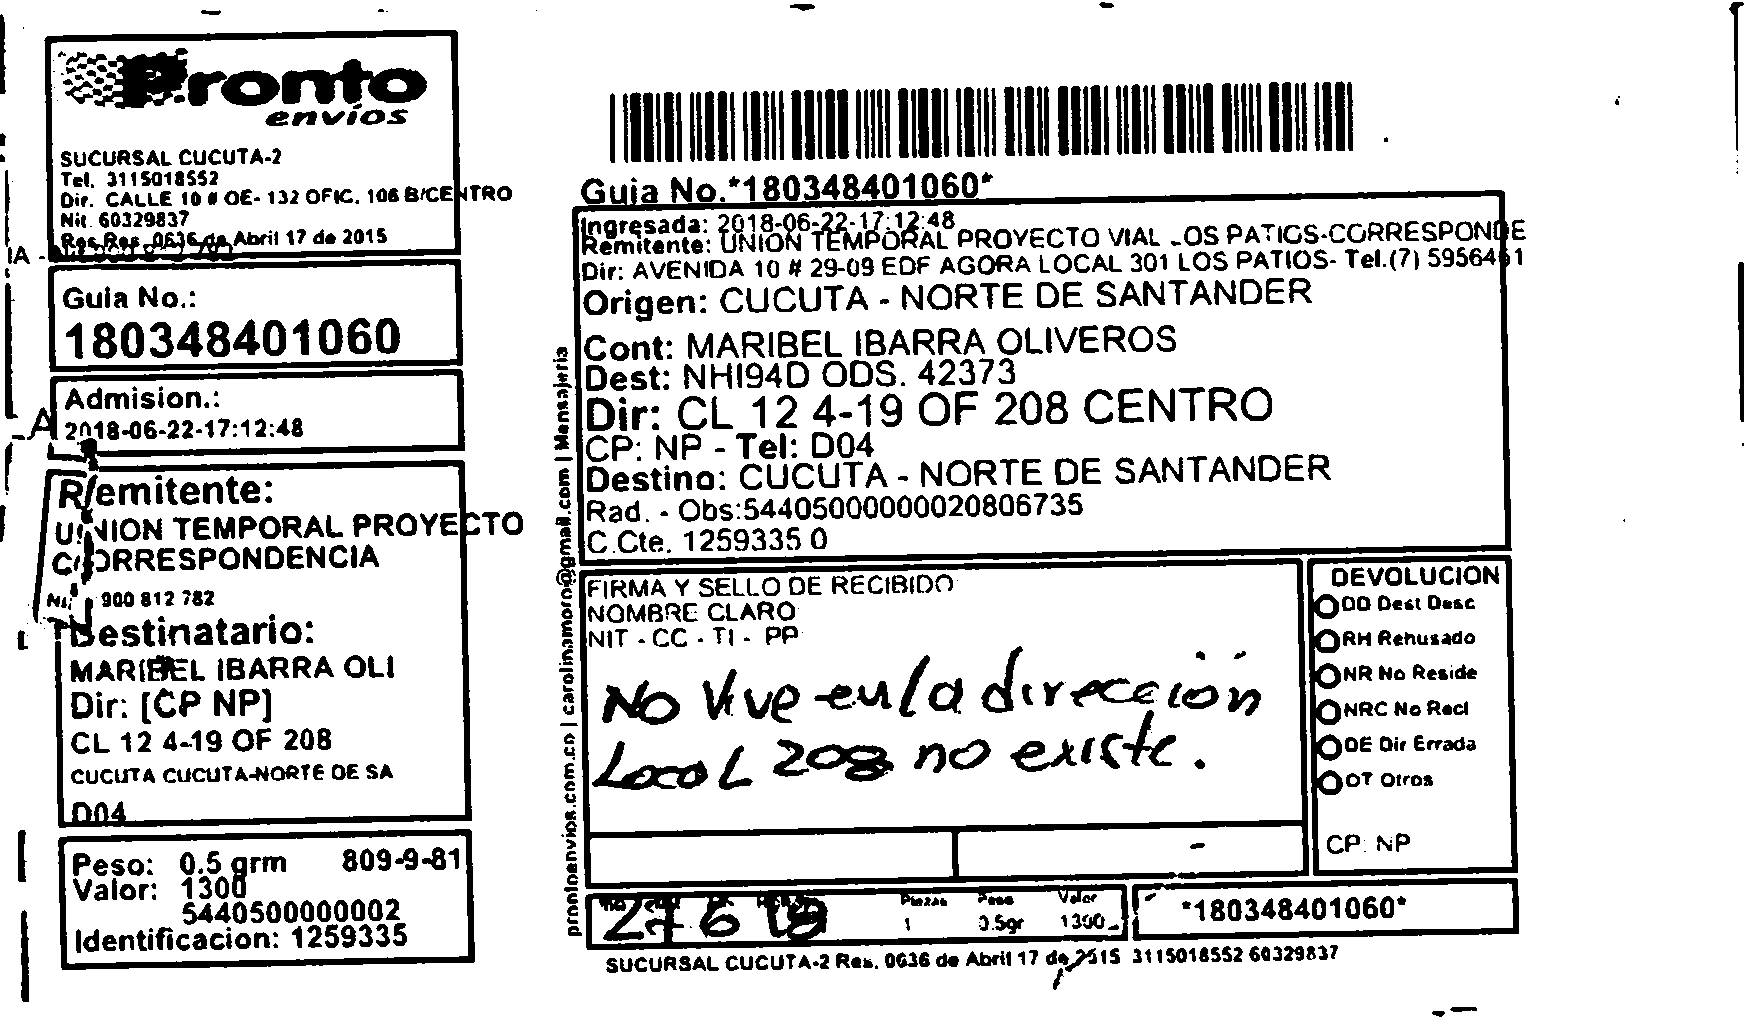 Pronto
envíos
SUCURSAL CUCUTA-2
Tel. 3115018552
Dir. CALLE 10 # OE- 132 OFIC. 106 B/CENTRO
Nit. 60329837
Res.Res. 0636 de Abril 17 de 2015
Guia No.:
180348401060
Admision.:
2018-06-22-17:12:48
Remitente:
UNION TEMPORAL PROYECTO
CORRESPONDENCIA
900 812 782
Destinatario:
MARIBEL IBARRA OLI
Dir: [CP NP]
CL 12 4-19 OF 208
CUCUTA CUCUTA-NORTE DE SA
D04
Peso: 0.5 grm 809-9-81
Valor: 1300
5440500000002
Identificacion: 1259335
prontoenvios.com.co | carolinamoro@gmail.com | Mensajeria
Guia No.*180348401060*
Ingresada: 2018-06-22-17:12:48
Remitente: UNION TEMPORAL PROYECTO VIAL LOS PATIOS-CORRESPONDE
Dir: AVENIDA 10 # 29-09 EDF AGORA LOCAL 301 LOS PATIOS- Tel.(7) 5956461
Origen: CUCUTA - NORTE DE SANTANDER
Cont: MARIBEL IBARRA OLIVEROS
Dest: NHI94D ODS. 42373
Dir: CL 12 4-19 OF 208 CENTRO
CP: NP - Tel: D04
Destino: CUCUTA - NORTE DE SANTANDER
Rad. - Obs:54405000000020806735
C.Cte. 1259335 0
FIRMA Y SELLO DE RECIBIDO
NOMBRE CLARO
NIT - CC - TI - PP
No Vive en la dirección
Local 208 no existe.
DEVOLUCION
DD Dest Desc
RH Rehusado
NR No Reside
NRC No Recl
DE Dir Errada
OT Otros
CP: NP
27 6 18
Piezas Peso Valor
1 0.5gr 1300
*180348401060*
SUCURSAL CUCUTA-2 Res. 0636 de Abril 17 de 2015 3115018552 60329837